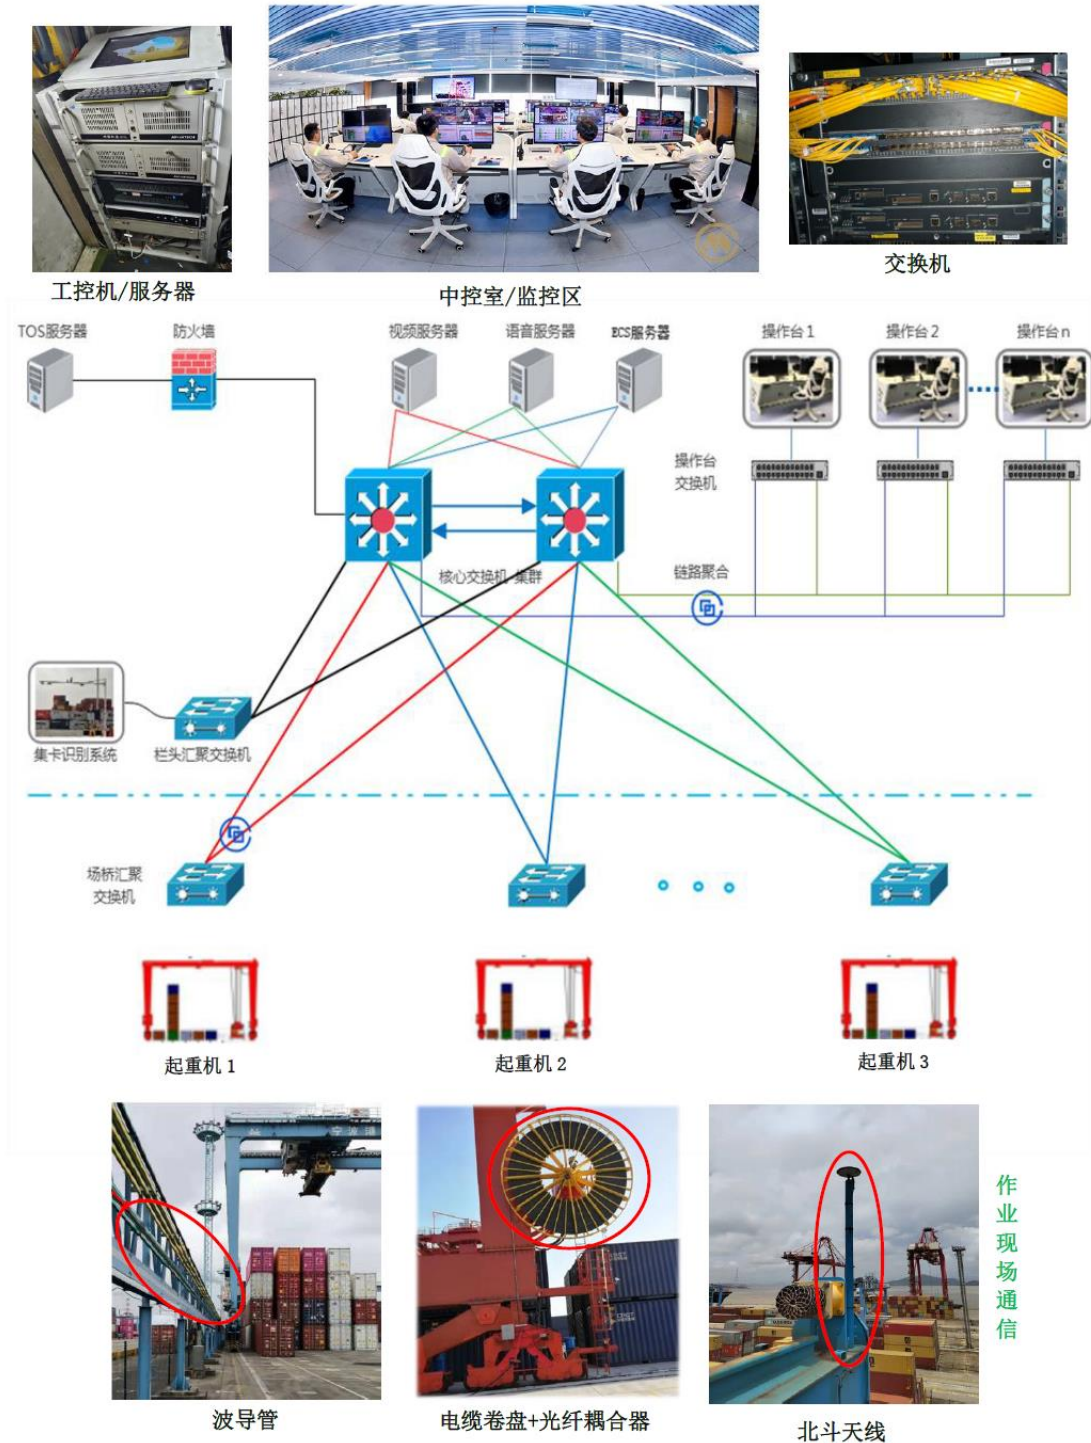 工控机/服务器
中控室/监控区
交换机
TOS服务器
防火墙
视频服务器
语音服务器
ECS服务器
操作台1
操作台2
操作台n
操作台
交换机
核心交换机-集群
链路聚合
集卡识别系统
栏头汇聚交换机
场桥汇聚
交换机
起重机1
起重机2
起重机3
作业现场通信
波导管
电缆卷盘+光纤耦合器
北斗天线